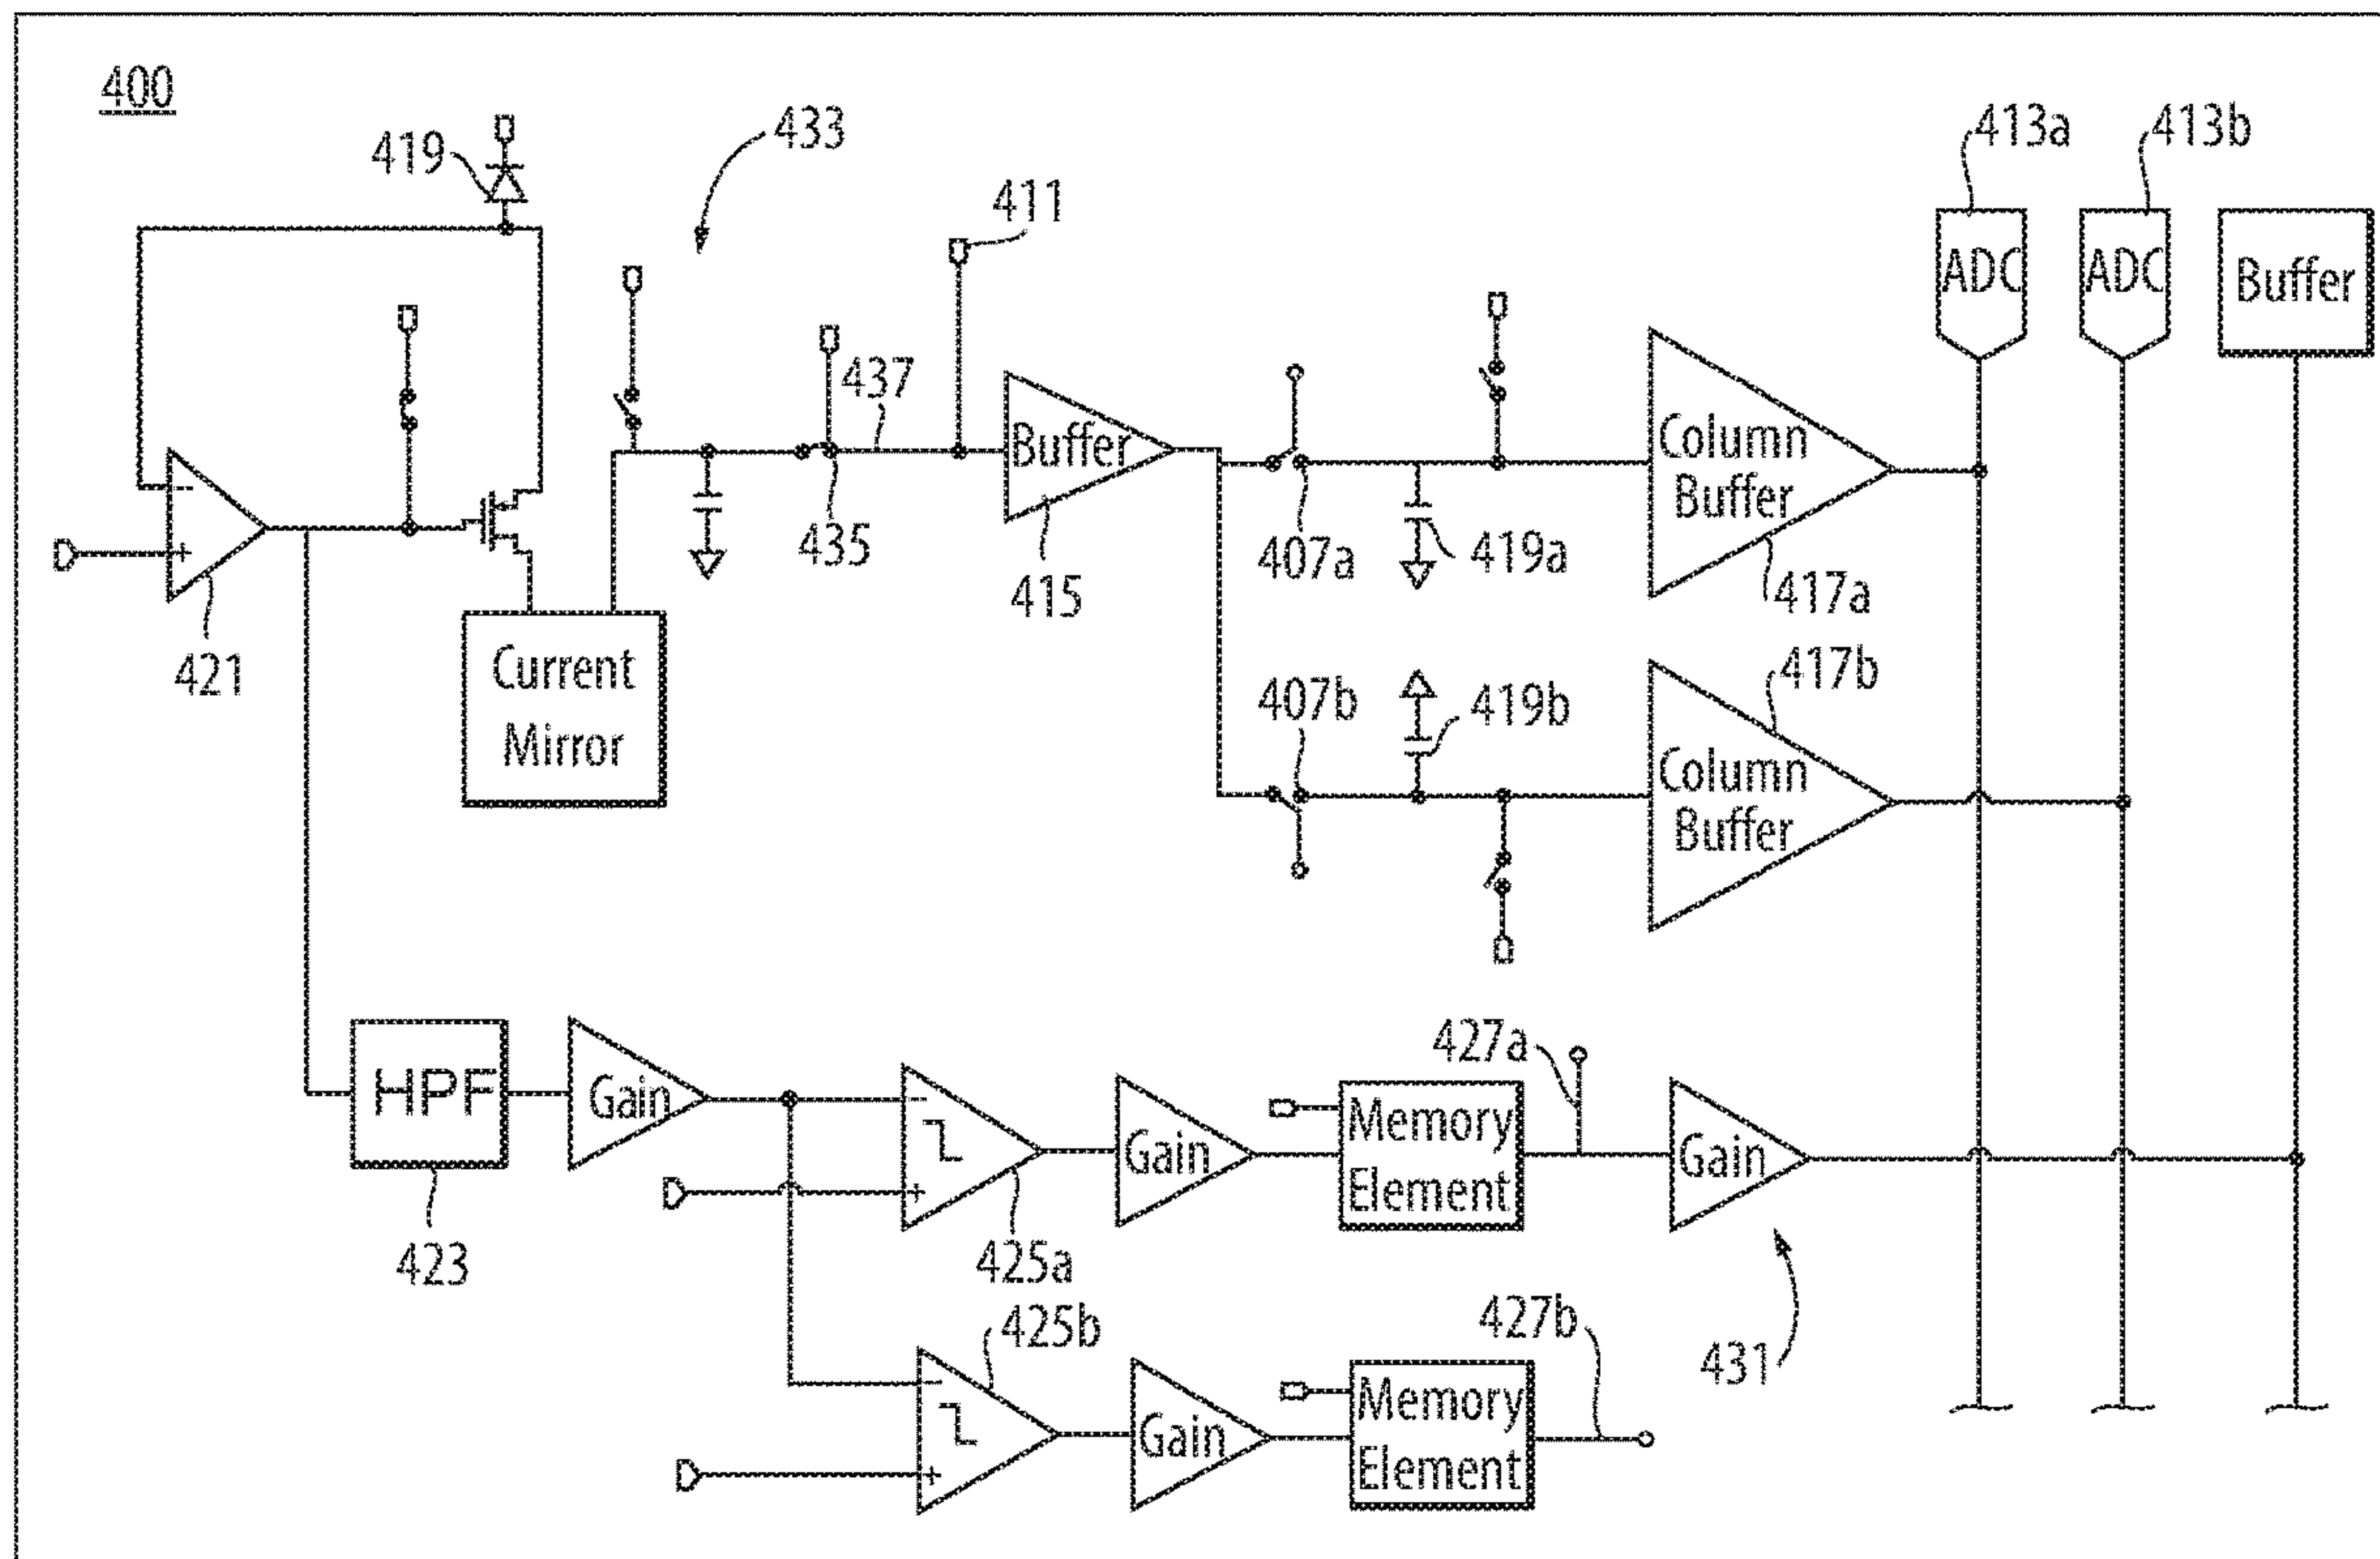 400
419
433
411
413a
413b
ADC
ADC
Buffer
437
Buffer
Column
Buffer
-
+
435
407a
419a
415
417a
421
Current
Mirror
407b
419b
417b
Column
Buffer
HPF
Gain
-
+
Gain
427a
Memory
Element
Gain
423
425a
425b
427b
431
-
+
Gain
Memory
Element